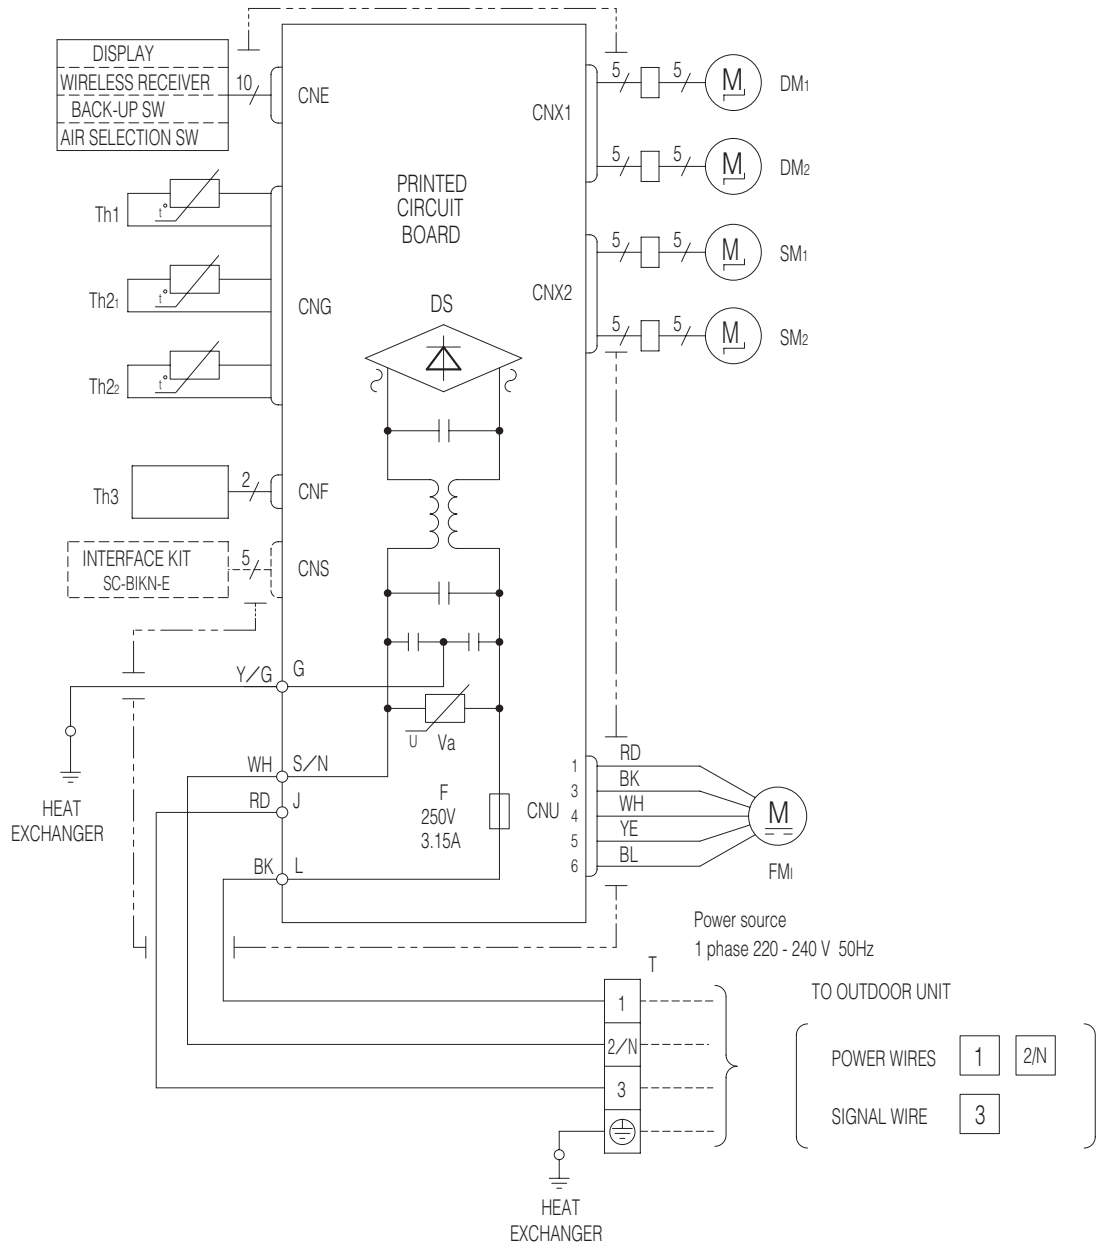 DISPLAY
WIRELESS RECEIVER
BACK-UP SW
AIR SELECTION SW
10
CNE
PRINTED
CIRCUIT
BOARD
CNX1
5
5
M
DM1
5
5
M
DM2
CNX2
5
5
M
SM1
5
5
M
SM2
Th1
t°
Th21
t°
Th22
t°
CNG
DS
Th3
2
CNF
INTERFACE KIT
SC-BIKN-E
5
CNS
Y/G
G
HEAT
EXCHANGER
U
Va
WH
S/N
RD
J
BK
L
F
250V
3.15A
CNU
1
RD
3
BK
4
WH
5
YE
6
BL
M
FMI
Power source
1 phase 220 - 240 V 50Hz
T
1
2/N
3
HEAT
EXCHANGER
TO OUTDOOR UNIT
POWER WIRES
1
2/N
SIGNAL WIRE
3